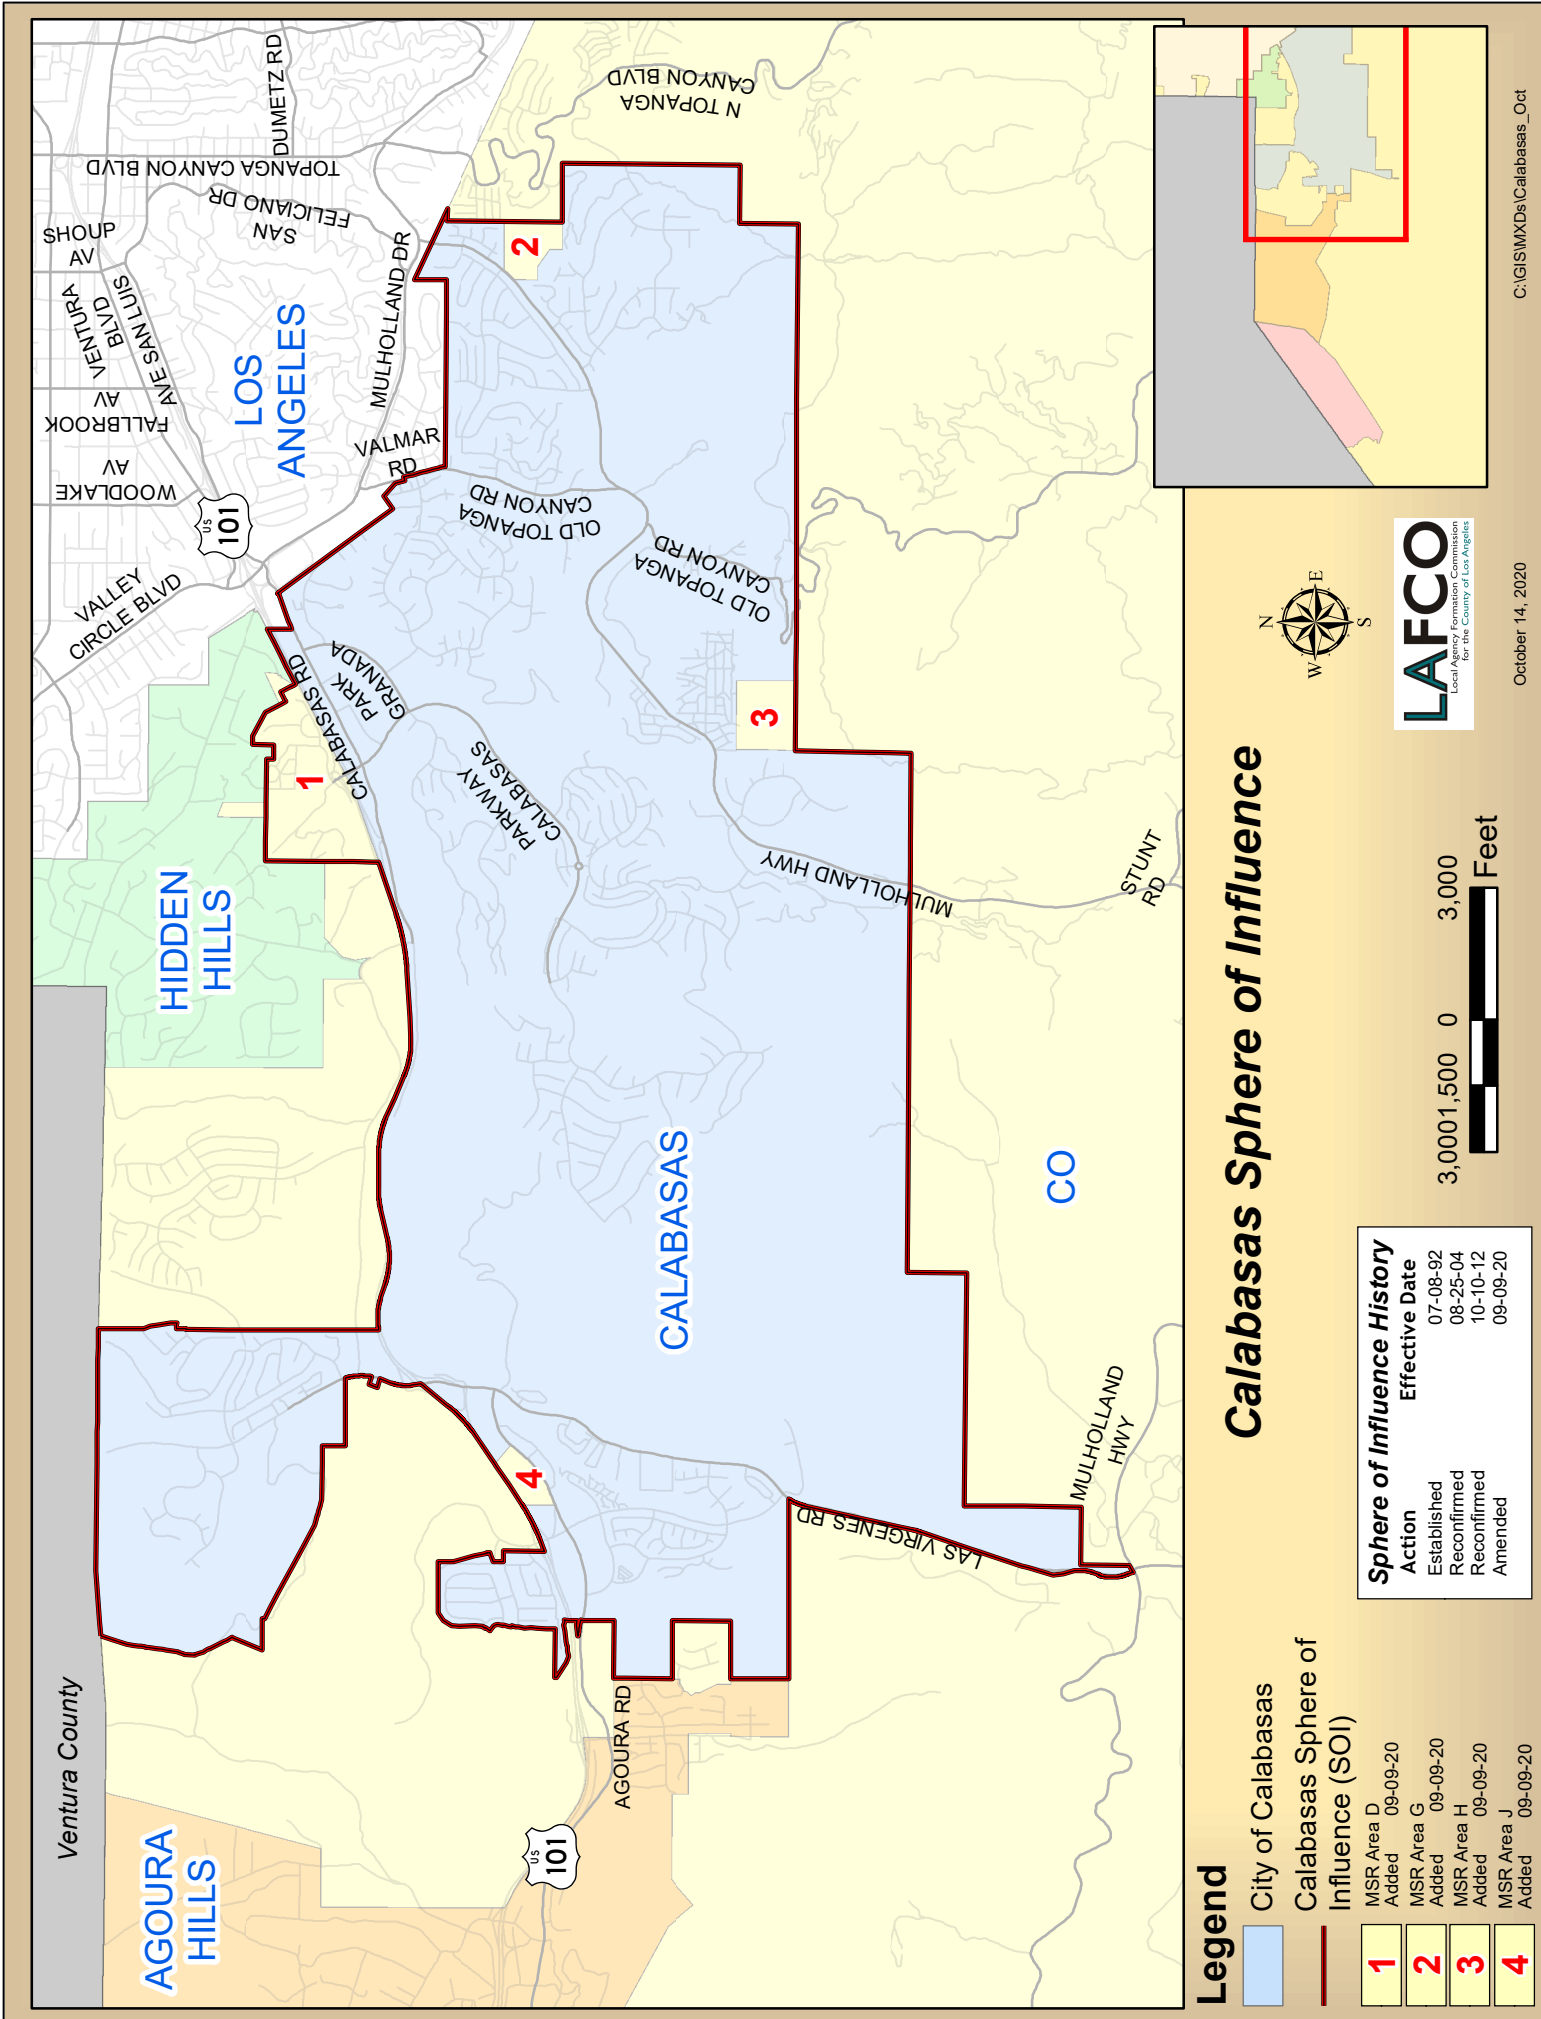 Ventura County
AGOURA
HILLS
HIDDEN
HILLS
LOS
ANGELES
CALABASAS
CO
VALLEY
CIRCLE BLVD
WOODLAKE
AV
FALLBROOK
AV
VENTURA
BLVD
AVE SAN LUIS
SHOUP
AV
SAN
FELICIANO DR
TOPANGA CANYON BLVD
DUMETZ RD
MULHOLLAND DR
VALMAR
RD
US
101
N TOPANGA
CANYON BLVD
OLD TOPANGA
CANYON RD
OLD TOPANGA
CANYON RD
CALABASAS RD
PARK
GRANADA
CALABASAS
PARKWAY
MULHOLLAND HWY
STUNT
RD
MULHOLLAND
HWY
LAS VIRGENES RD
AGOURA RD
US
101
1
2
3
4
Calabasas Sphere of Influence
Legend
City of Calabasas
Calabasas Sphere of
Influence (SOI)
1
MSR Area D
Added 09-09-20
2
MSR Area G
Added 09-09-20
3
MSR Area H
Added 09-09-20
4
MSR Area J
Added 09-09-20
Sphere of Influence History
Action Effective Date
Established 07-08-92
Reconfirmed 08-25-04
Reconfirmed 10-10-12
Amended 09-09-20
3,0001,500 0 3,000
Feet
N
W E
S
LAFCO
Local Agency Formation Commission
for the County of Los Angeles
October 14, 2020
C:\GIS\MXDs\Calabasas_Oct